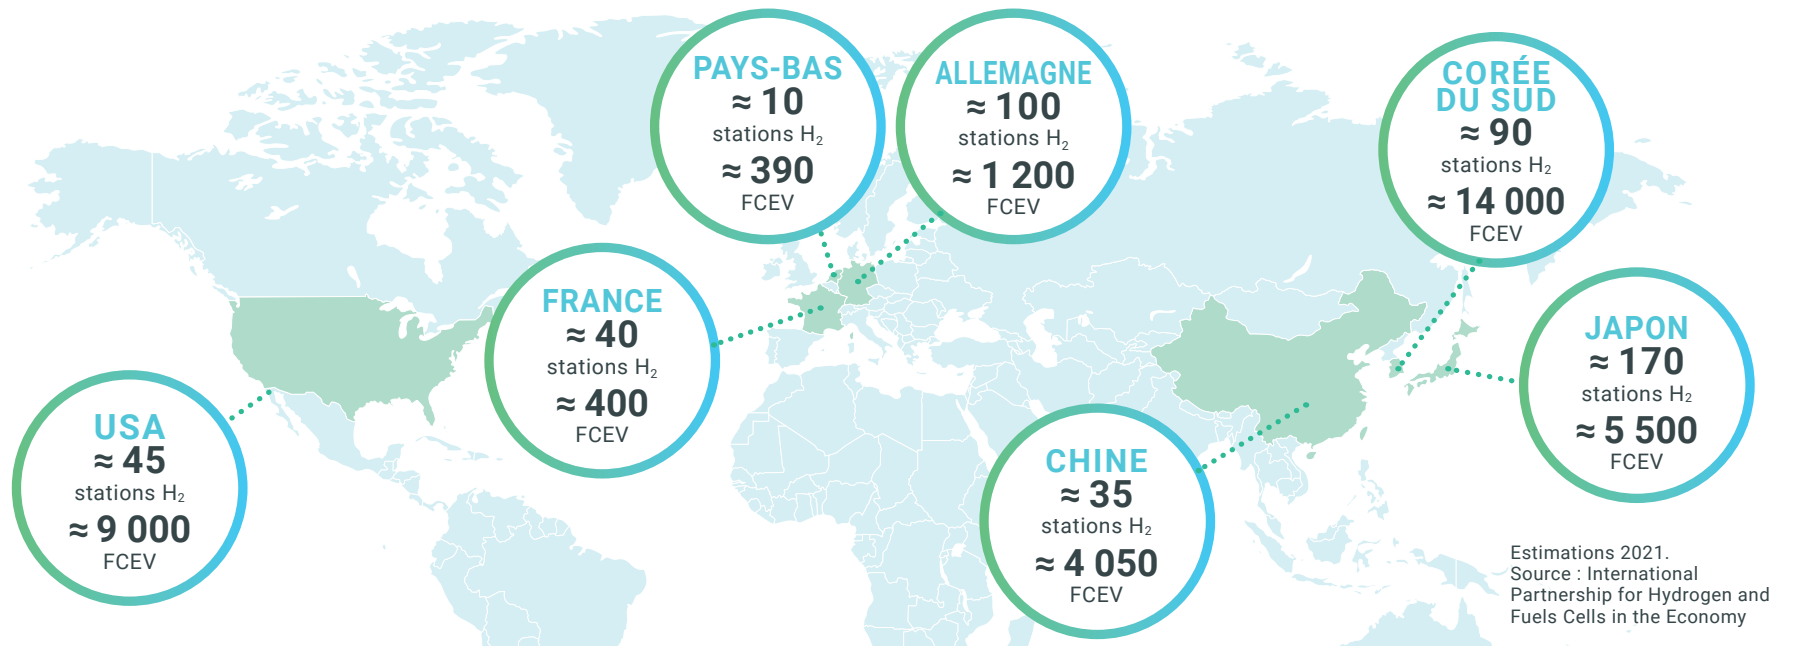 PAYS-BAS
≈ 10
stations H₂
≈ 390
FCEV
ALLEMAGNE
≈ 100
stations H₂
≈ 1 200
FCEV
CORÉE
DU SUD
≈ 90
stations H₂
≈ 14 000
FCEV
FRANCE
≈ 40
stations H₂
≈ 400
FCEV
JAPON
≈ 170
stations H₂
≈ 5 500
FCEV
USA
≈ 45
stations H₂
≈ 9 000
FCEV
CHINE
≈ 35
stations H₂
≈ 4 050
FCEV
Estimations 2021.
Source : International
Partnership for Hydrogen and
Fuels Cells in the Economy